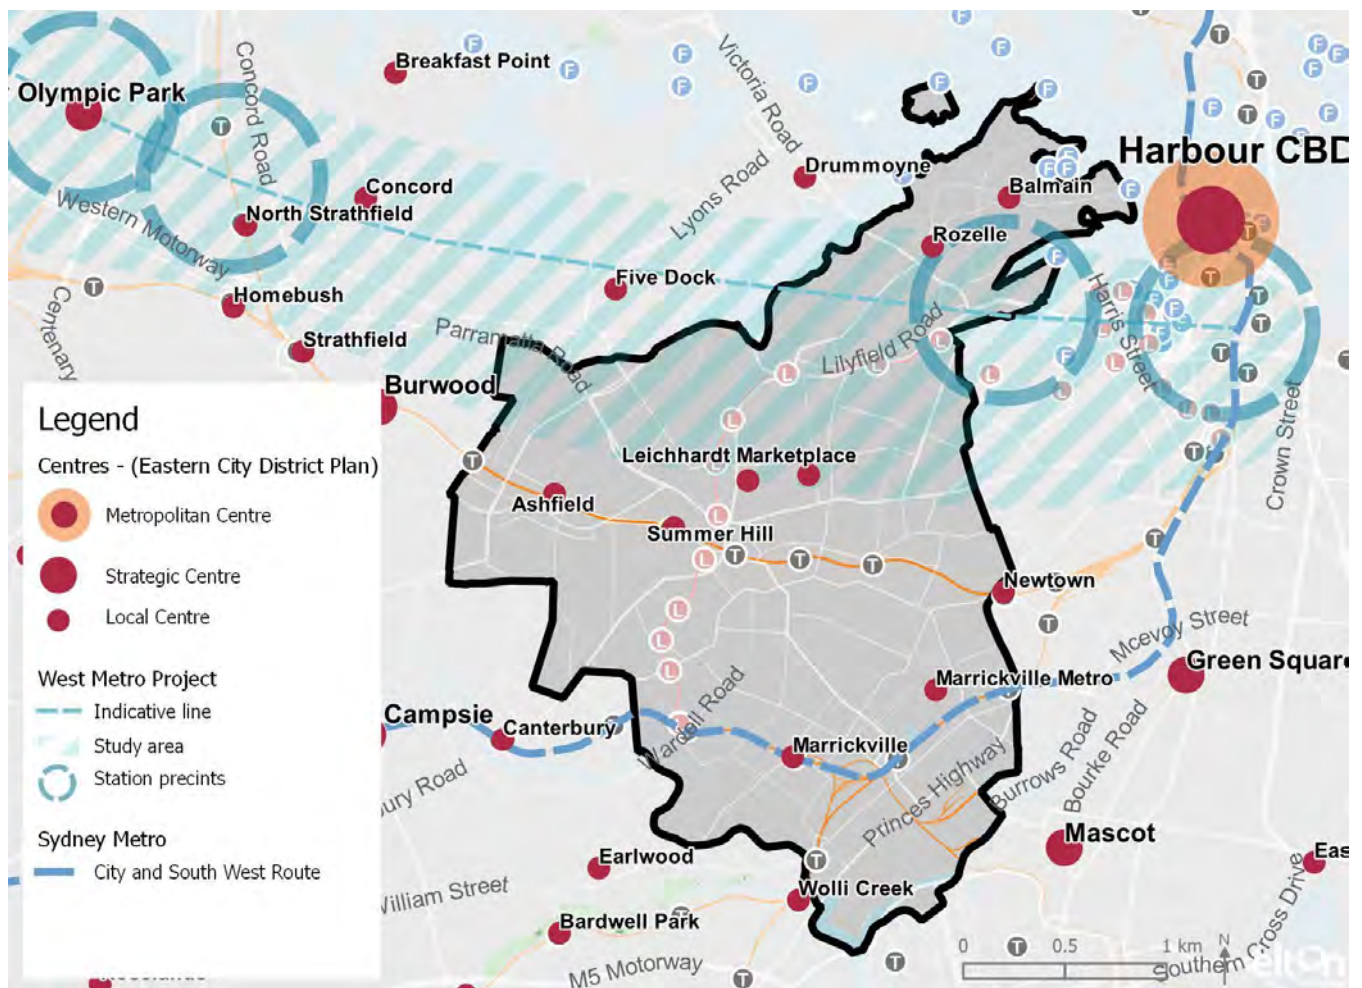 Breakfast Point
Olympic Park
Concord Road
Victoria Road
F
T
Harbour CBD
Drummoyne
Lyons Road
Concord
Balmain
North Strathfield
Western Motorway
Rozelle
Five Dock
Homebush
Harris Street
Centenary
Strathfield
Parramatta Road
Lilyfield Road
L
Burwood
Crown Street
Legend
Centres - (Eastern City District Plan)
Metropolitan Centre
Strategic Centre
Local Centre
West Metro Project
Indicative line
Study area
Station precints
Sydney Metro
City and South West Route
Leichhardt Marketplace
Ashfield
Summer Hill
Newtown
Mcevoy Street
Green Square
Marrickville Metro
Campsie
Canterbury
Wardell Road
Marrickville
Princes Highway
Burrows Road
Bourke Road
Mascot
Earlwood
Eas
William Street
Wolli Creek
Bardwell Park
M5 Motorway
Southern Cross Drive
0 0.5 1 km
N
elton